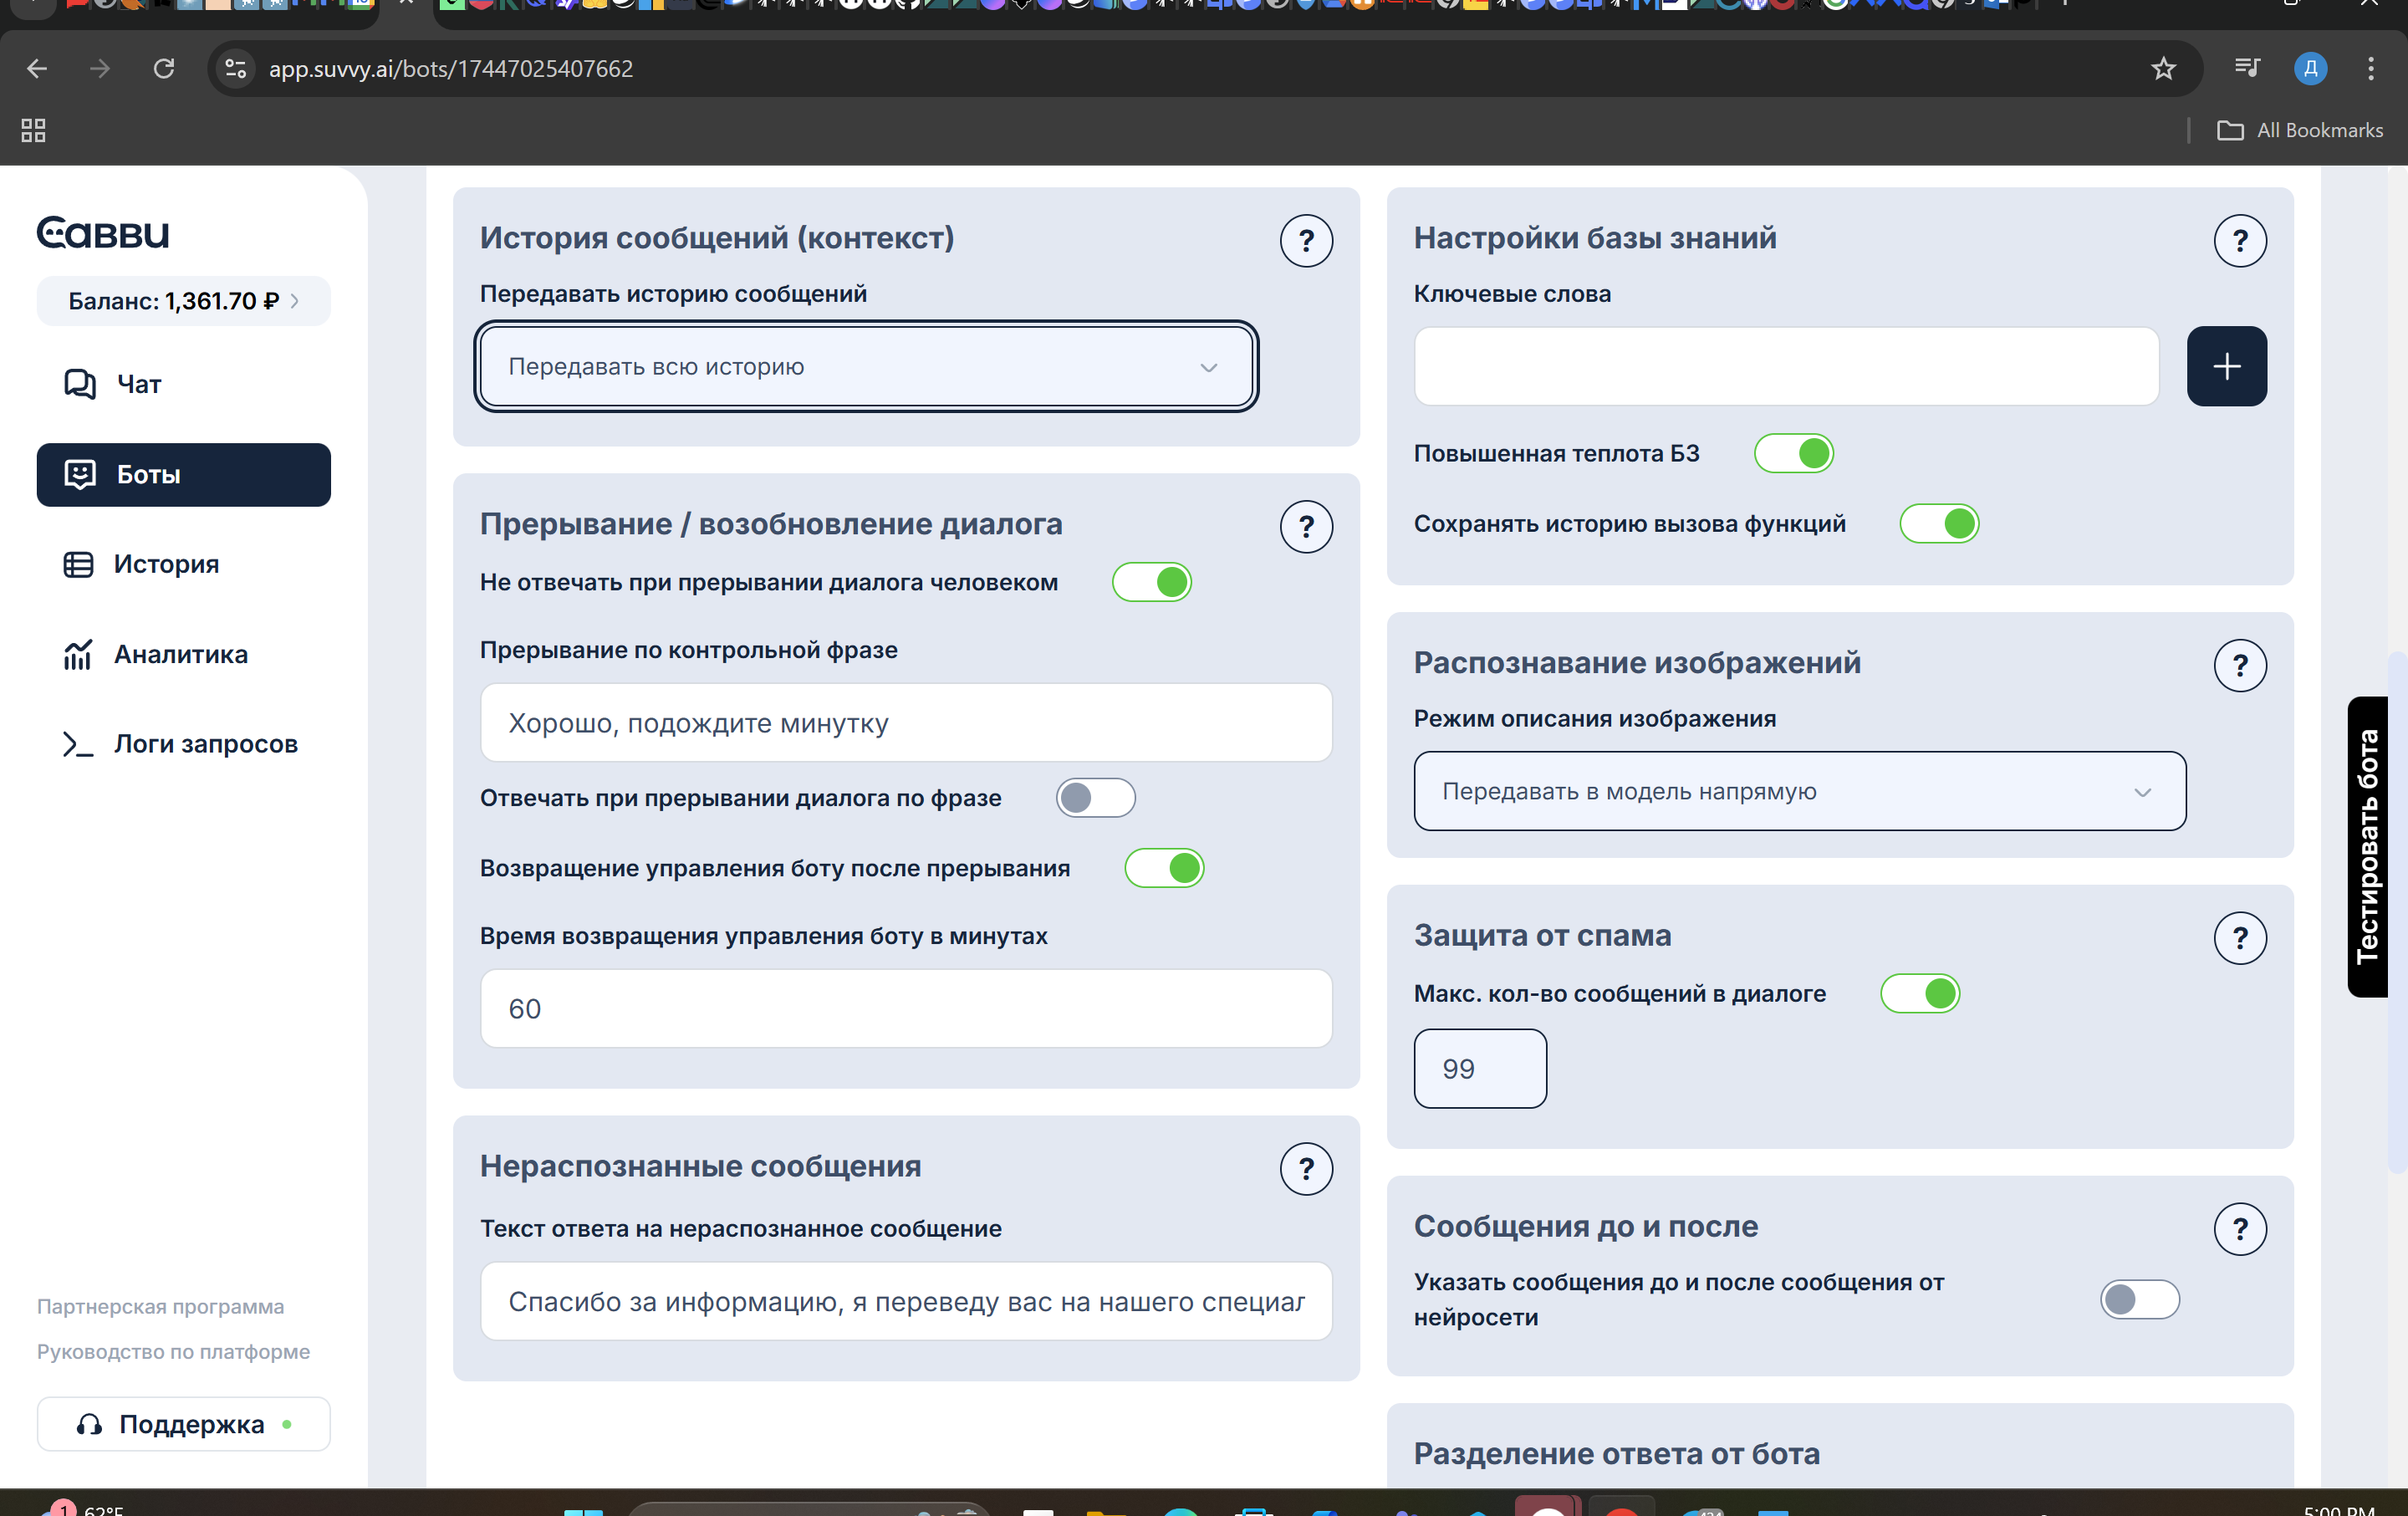 app.suvvy.ai/bots/17447025407662
Д
All Bookmarks
Савви
Баланс: 1,361.70 ₽
Чат
Боты
История
Аналитика
Логи запросов
Партнерская программа
Руководство по платформе
Поддержка
История сообщений (контекст)
?
Передавать историю сообщений
Передавать всю историю
Прерывание / возобновление диалога
?
Не отвечать при прерывании диалога человеком
Прерывание по контрольной фразе
Хорошо, подождите минутку
Отвечать при прерывании диалога по фразе
Возвращение управления боту после прерывания
Время возвращения управления боту в минутах
60
Нераспознанные сообщения
?
Текст ответа на нераспознанное сообщение
Спасибо за информацию, я переведу вас на нашего специал
Настройки базы знаний
?
Ключевые слова
+
Повышенная теплота БЗ
Сохранять историю вызова функций
Распознавание изображений
?
Режим описания изображения
Передавать в модель напрямую
Защита от спама
?
Макс. кол-во сообщений в диалоге
99
Сообщения до и после
?
Указать сообщения до и после сообщения от
нейросети
Разделение ответа от бота
Тестировать бота
1
62°F
5:00 PM